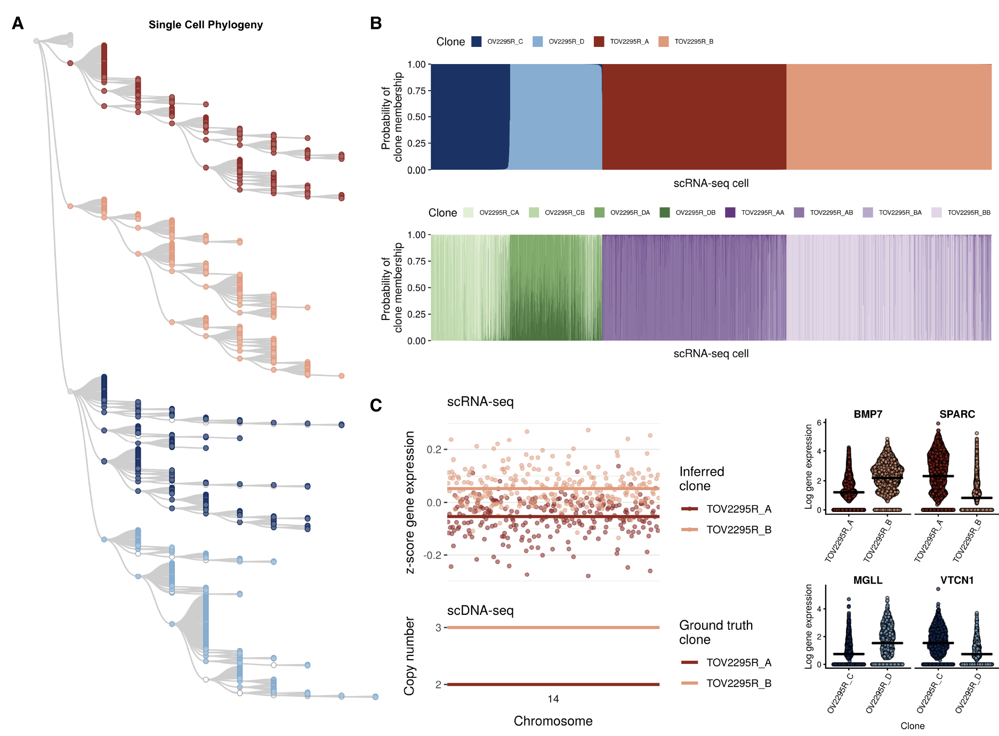 A
Single Cell Phylogeny
B
Clone OV2295R_C OV2295R_D TOV2295R_A TOV2295R_B
Probability of
clone membership
1.00
0.75
0.50
0.25
0.00
scRNA-seq cell
Clone OV2295R_CA OV2295R_CB OV2295R_DA OV2295R_DB TOV2295R_AA TOV2295R_AB TOV2295R_BA TOV2295R_BB
Probability of
clone membership
1.00
0.75
0.50
0.25
0.00
scRNA-seq cell
C
scRNA-seq
z-score gene expression
0.2
0.0
-0.2
Inferred
clone
TOV2295R_A
TOV2295R_B
scDNA-seq
Copy number
3
2
14
Chromosome
Ground truth
clone
TOV2295R_A
TOV2295R_B
BMP7 SPARC
Log gene expression
6
4
2
0
TOV2295R_A TOV2295R_B TOV2295R_A TOV2295R_B
MGLL VTCN1
Log gene expression
4
2
0
OV2295R_C OV2295R_D OV2295R_C OV2295R_D
Clone